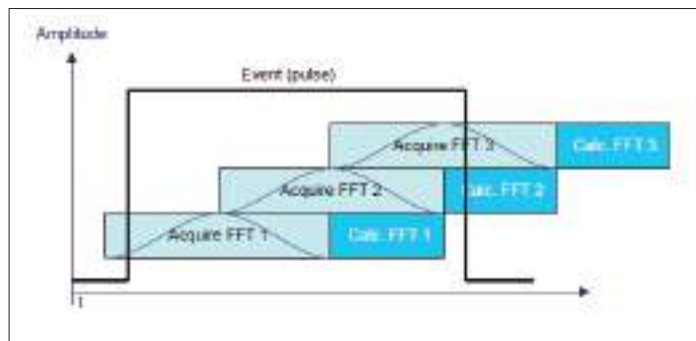 Amplitude
Event (pulse)
Acquire FFT 3
Calc. FFT 3
Acquire FFT 2
Calc. FFT 2
Acquire FFT 1
Calc. FFT 1
t